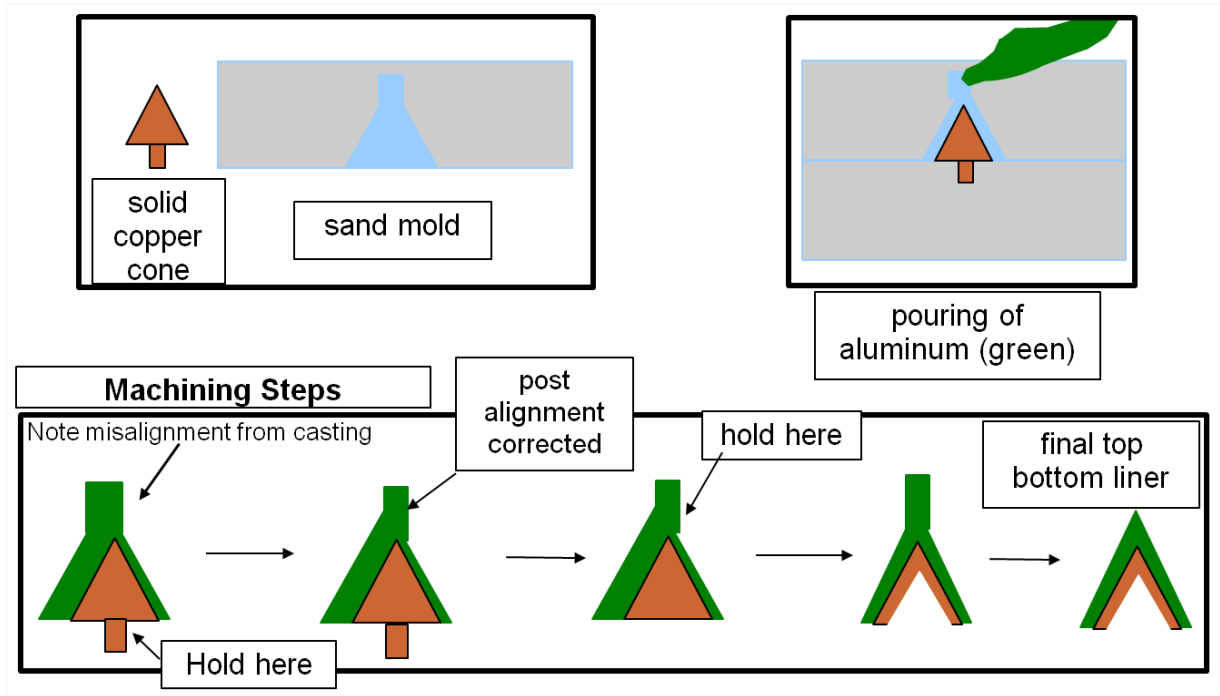 solid
copper
cone
sand mold
pouring of
aluminum (green)
Machining Steps
Note misalignment from casting
post
alignment
corrected
hold here
final top
bottom liner
Hold here